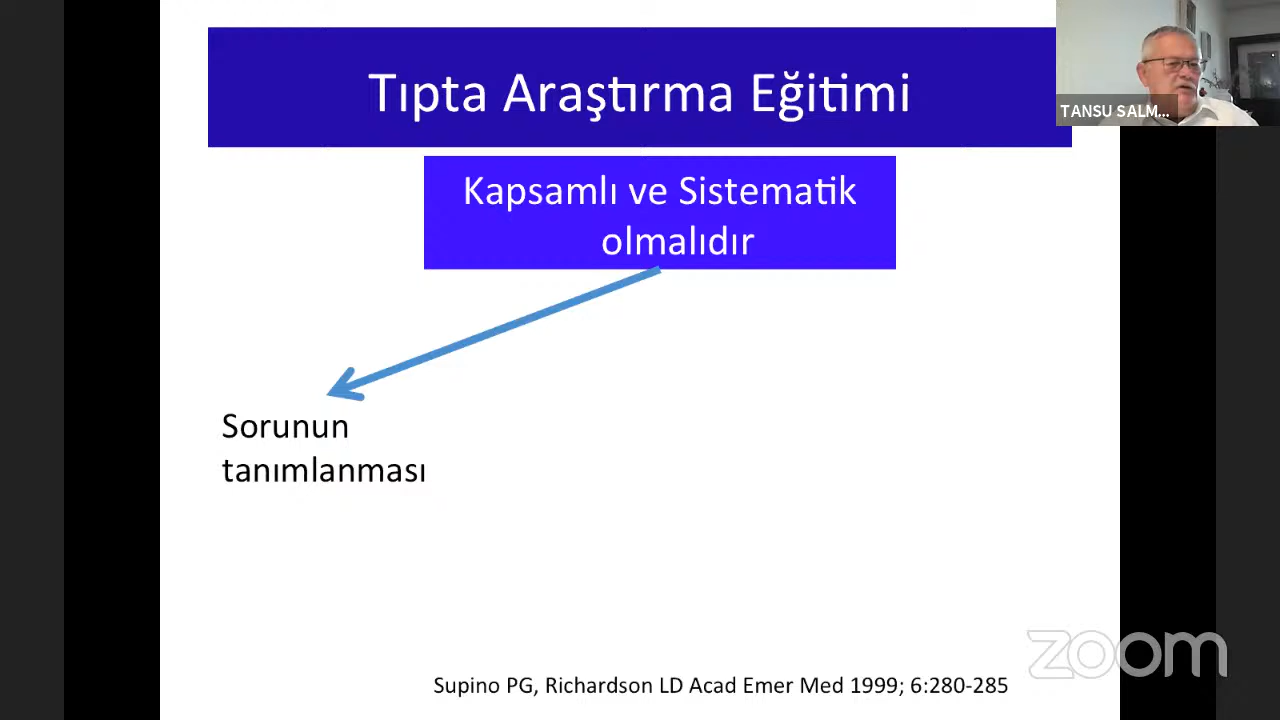 Tıpta Araştırma Eğitimi
TANSU SALM...
Kapsamlı ve Sistematik
olmalıdır
Sorunun
tanımlanması
zoom
Supino PG, Richardson LD Acad Emer Med 1999; 6:280-285